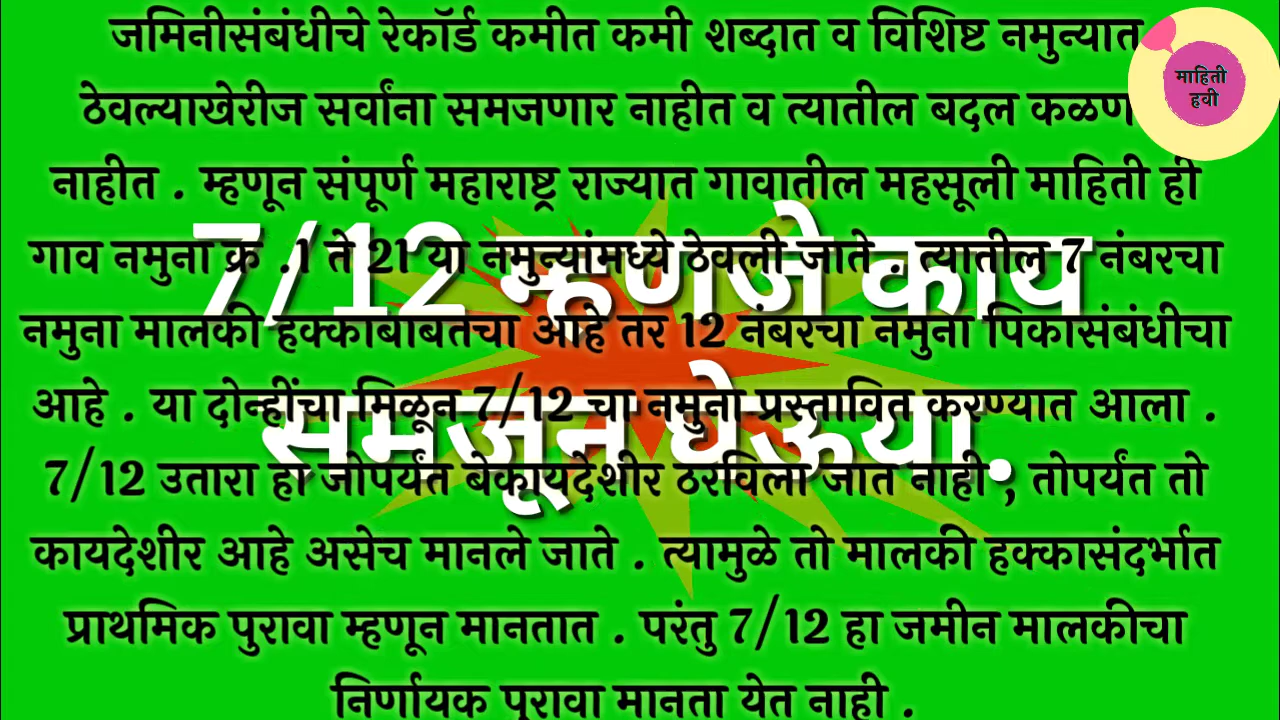 जमिनीसंबंधीचे रेकॉर्ड कमीत कमी शब्दात व विशिष्ट नमुन्यात
ठेवल्याखेरीज सर्वांना समजणार नाहीत व त्यातील बदल
नाहीत . म्हणून संपूर्ण महाराष्ट्र राज्यात गावातील महसूली माहिती ही
गाव नमुना क्र .1 ते 21 या नमुन्यांमध्ये ठेवली जाते . त्यातील 7 नंबरचा
नमुना मालकी हक्काबाबतचा आहे तर 12 नंबरचा नमुना पिकासंबंधीचा
आहे . या दोन्हींचा मिळून 7/12 चा नमुना प्रस्तावित करण्यात आला .
7/12 उतारा हा जोपर्यंत बेकायदेशीर ठरविला जात नाही , तोपर्यंत तो
कायदेशीर आहे असेच मानले जाते . त्यामुळे तो मालकी हक्कासंदर्भात
प्राथमिक पुरावा म्हणून मानतात . परंतु 7/12 हा जमीन मालकीचा
निर्णायक पुरावा मानता येत नाही .
7/12 म्हणजे काय
समजून घेऊया.
माहिती
हवी